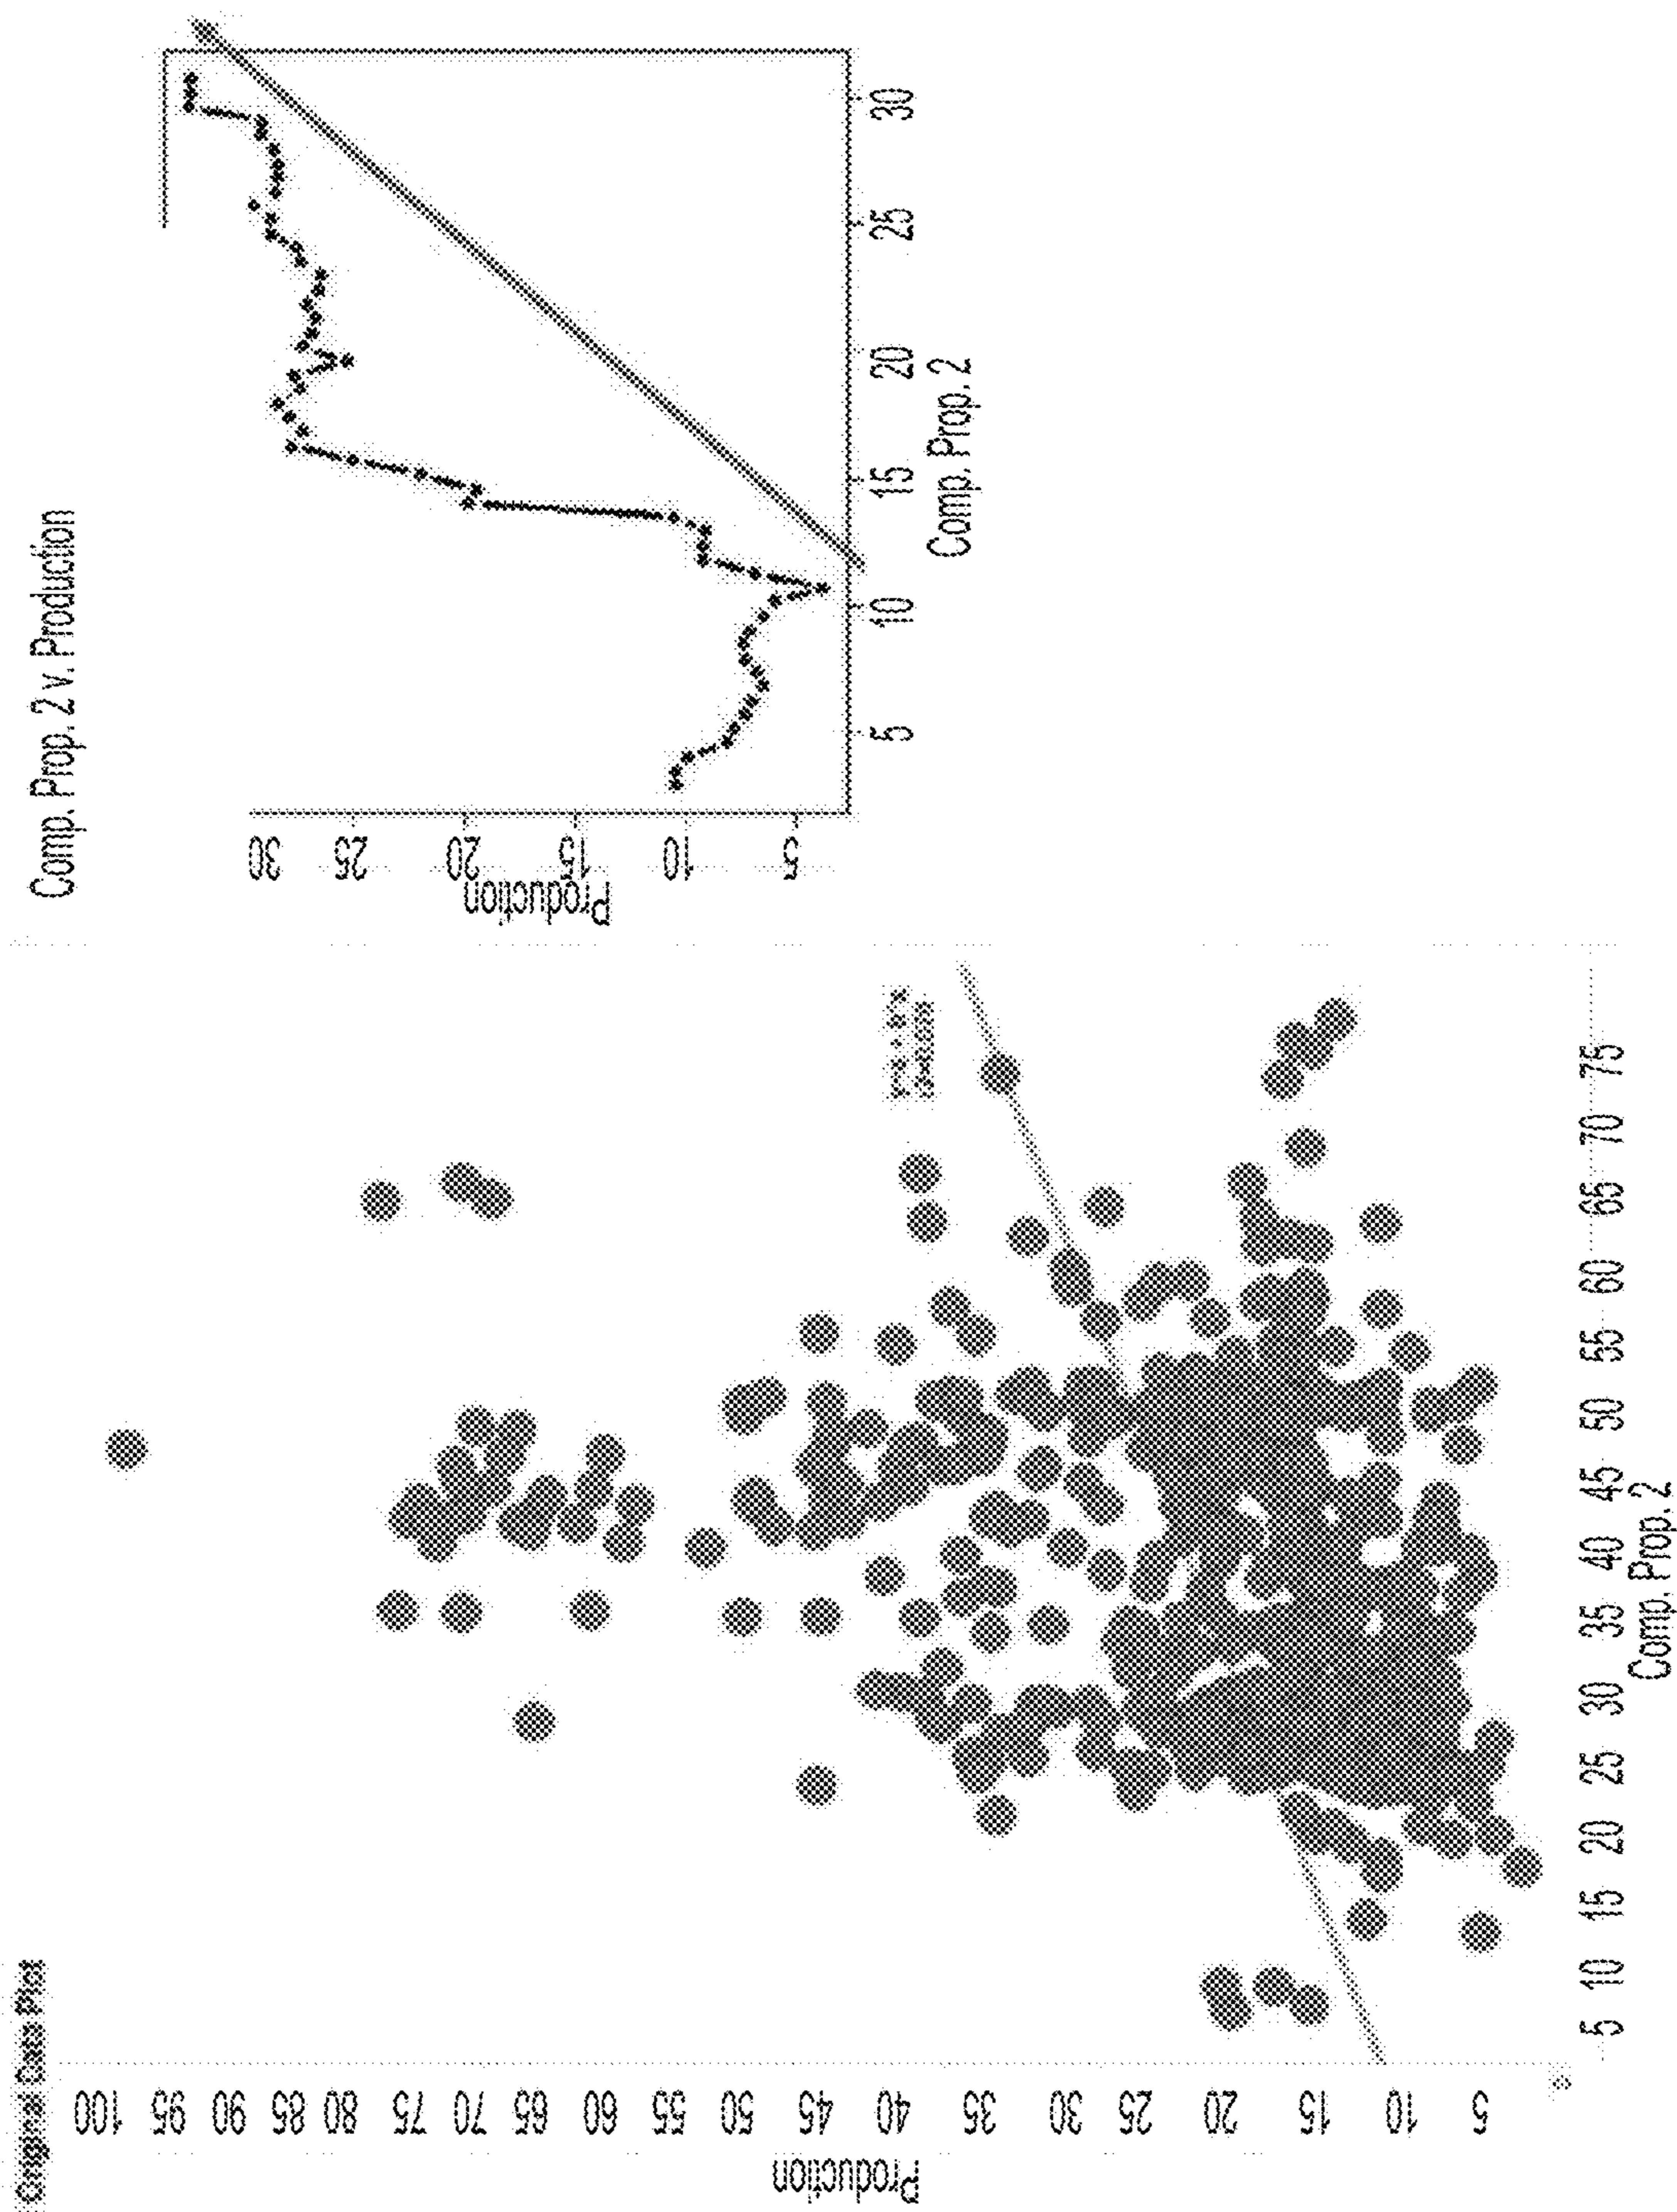 Original Data Plot
Production
100 95 90 85 80 75 70 65 60 55 50 45 40 35 30 25 20 15 10 5
5 10 15 20 25 30 35 40 45 50 55 60 65 70 75
Comp. Prop. 2
Comp. Prop. 2 v. Production
Production
30 25 20 15 10 5
5 10 15 20 25 30
Comp. Prop. 2